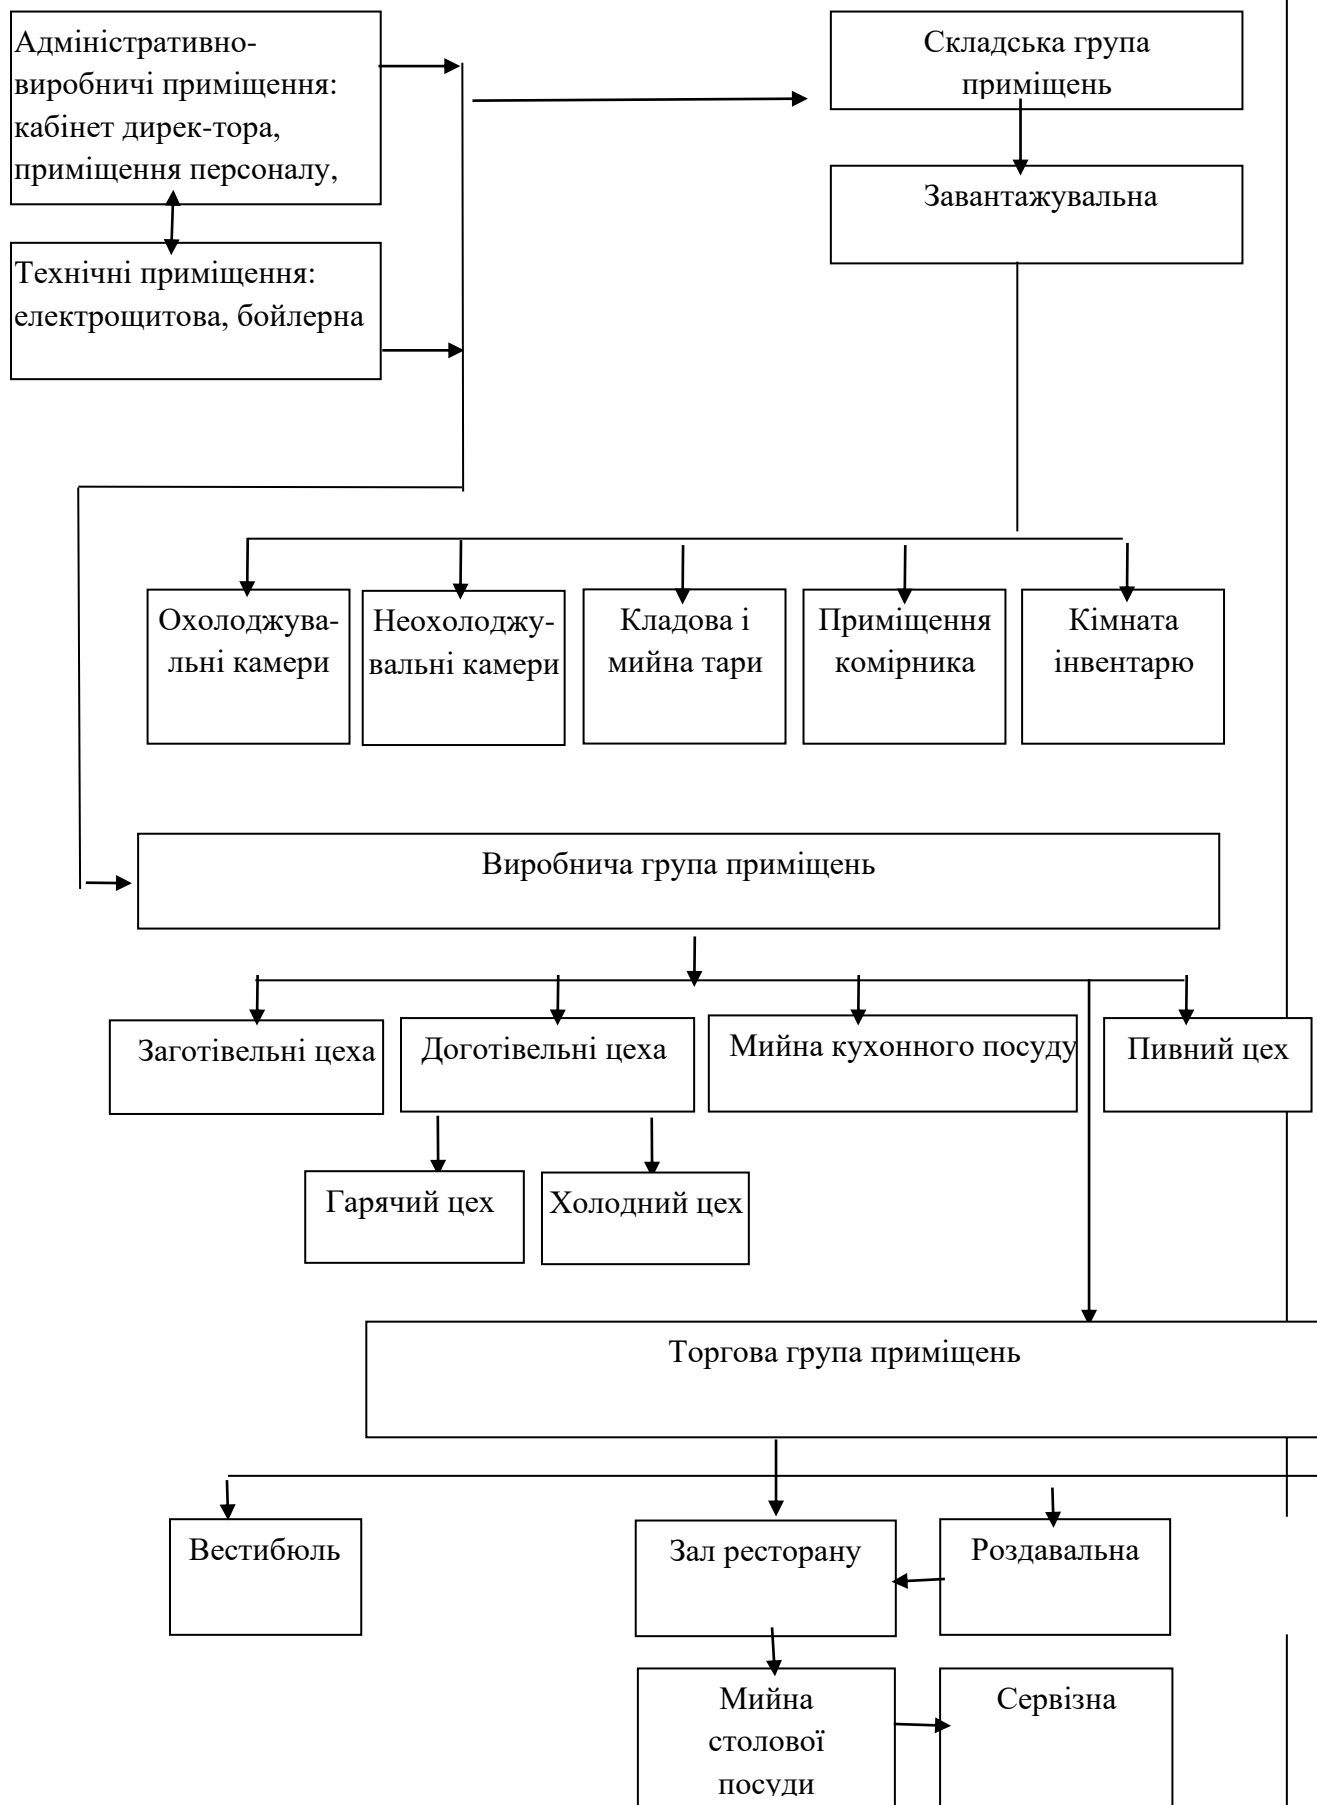 Адміністративно-
виробничі приміщення:
кабінет дирек-тора,
приміщення персоналу,
Складська група
приміщень
Завантажувальна
Технічні приміщення:
електрощитова, бойлерна
Охолоджува-
льні камери
Неохолоджу-
вальні камери
Кладова і
мийна тари
Приміщення
комірника
Кімната
інвентарю
Виробнича група приміщень
Заготівельні цеха
Доготівельні цеха
Мийна кухонного посуду
Пивний цех
Гарячий цех
Холодний цех
Торгова група приміщень
Вестибюль
Зал ресторану
Роздавальна
Мийна
столової
посуди
Сервізна